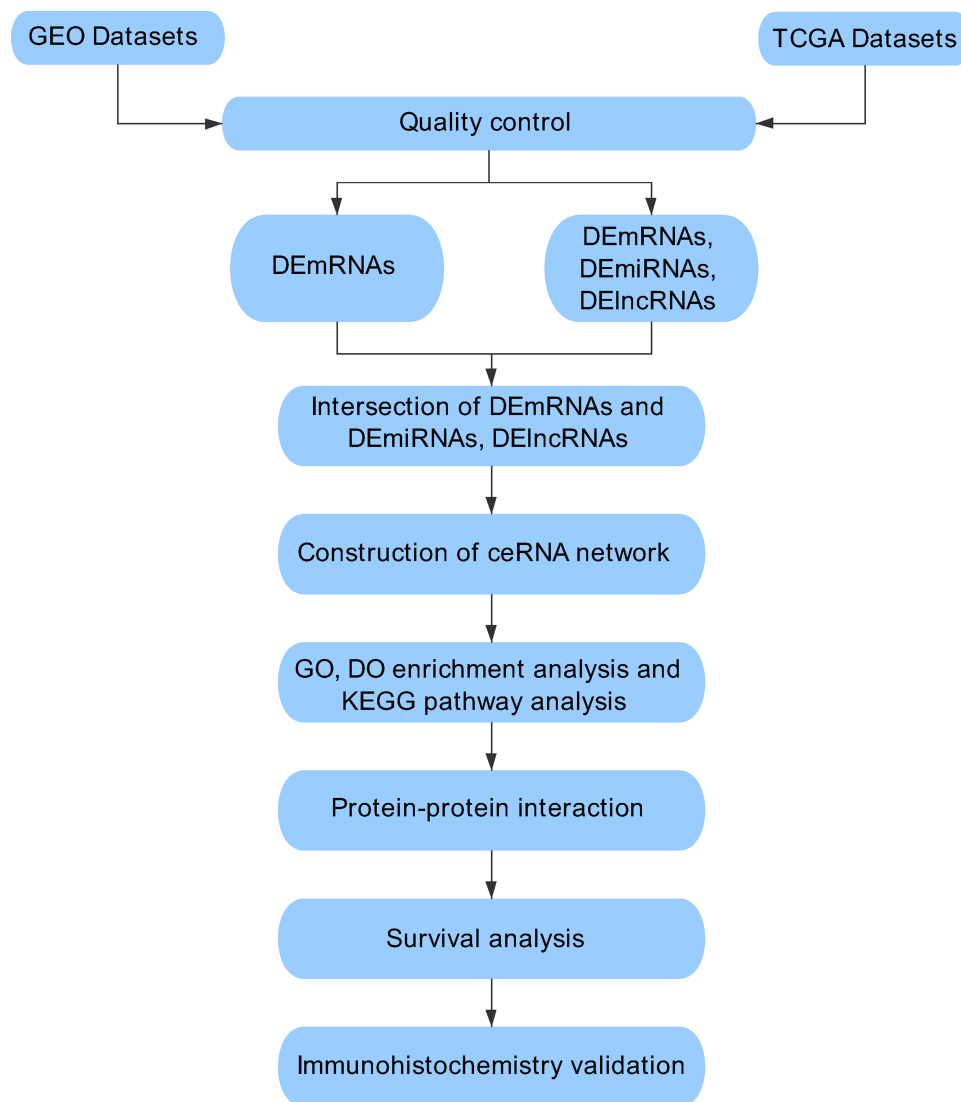 GEO Datasets
TCGA Datasets
Quality control
DEmRNAs
DEmRNAs,
DEmiRNAs,
DElncRNAs
Intersection of DEmRNAs and
DEmiRNAs, DElncRNAs
Construction of ceRNA network
GO, DO enrichment analysis and
KEGG pathway analysis
Protein-protein interaction
Survival analysis
Immunohistochemistry validation